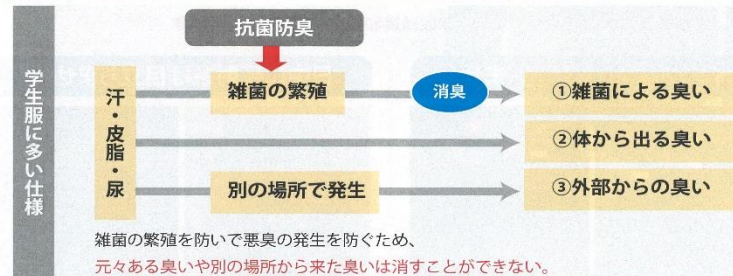 抗菌防臭
学生服に多い仕様
汗・皮脂・尿
雑菌の繁殖
消臭
①雑菌による臭い
②体から出る臭い
別の場所で発生
③外部からの臭い
雑菌の繁殖を防いで悪臭の発生を防ぐため、
元々ある臭いや別の場所から来た臭いは消すことができない。